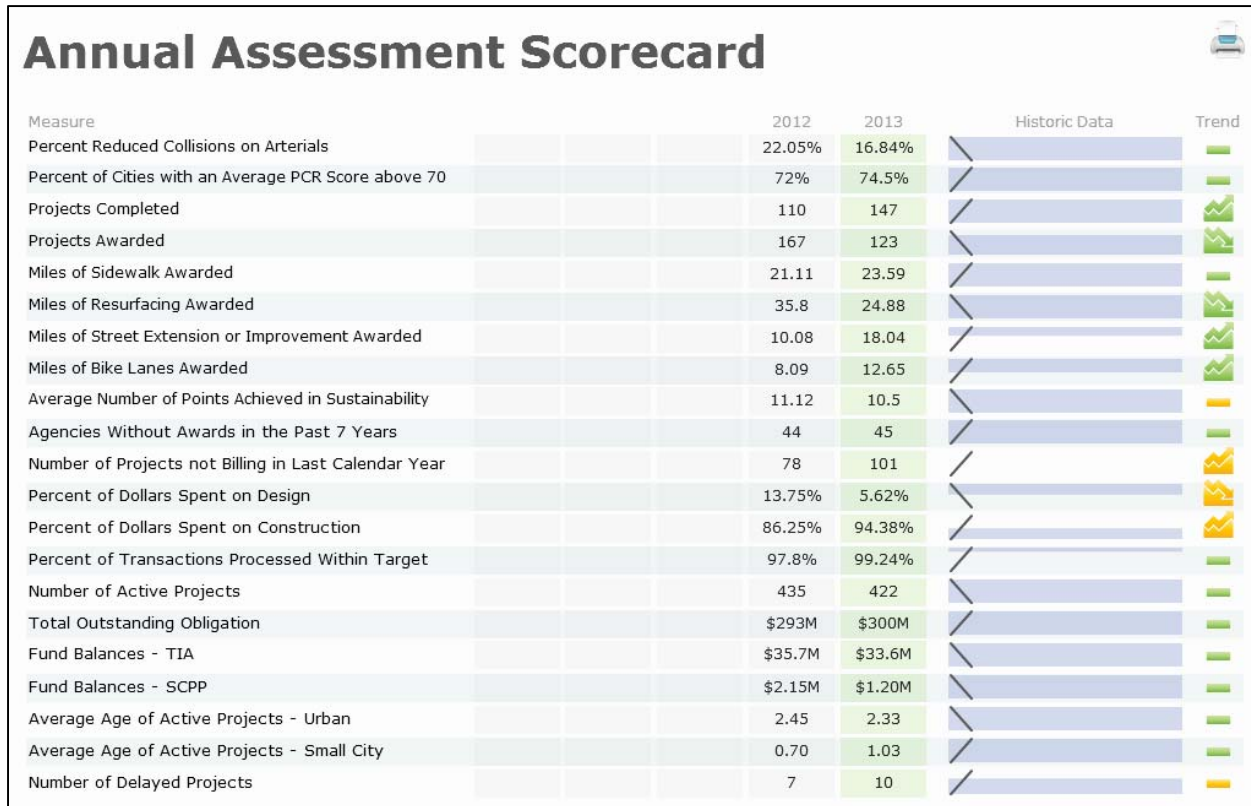 Annual Assessment Scorecard
Measure 2012 2013 Historic Data Trend
Percent Reduced Collisions on Arterials 22.05% 16.84%
Percent of Cities with an Average PCR Score above 70 72% 74.5%
Projects Completed 110 147
Projects Awarded 167 123
Miles of Sidewalk Awarded 21.11 23.59
Miles of Resurfacing Awarded 35.8 24.88
Miles of Street Extension or Improvement Awarded 10.08 18.04
Miles of Bike Lanes Awarded 8.09 12.65
Average Number of Points Achieved in Sustainability 11.12 10.5
Agencies Without Awards in the Past 7 Years 44 45
Number of Projects not Billing in Last Calendar Year 78 101
Percent of Dollars Spent on Design 13.75% 5.62%
Percent of Dollars Spent on Construction 86.25% 94.38%
Percent of Transactions Processed Within Target 97.8% 99.24%
Number of Active Projects 435 422
Total Outstanding Obligation $293M $300M
Fund Balances - TIA $35.7M $33.6M
Fund Balances - SCPP $2.15M $1.20M
Average Age of Active Projects - Urban 2.45 2.33
Average Age of Active Projects - Small City 0.70 1.03
Number of Delayed Projects 7 10